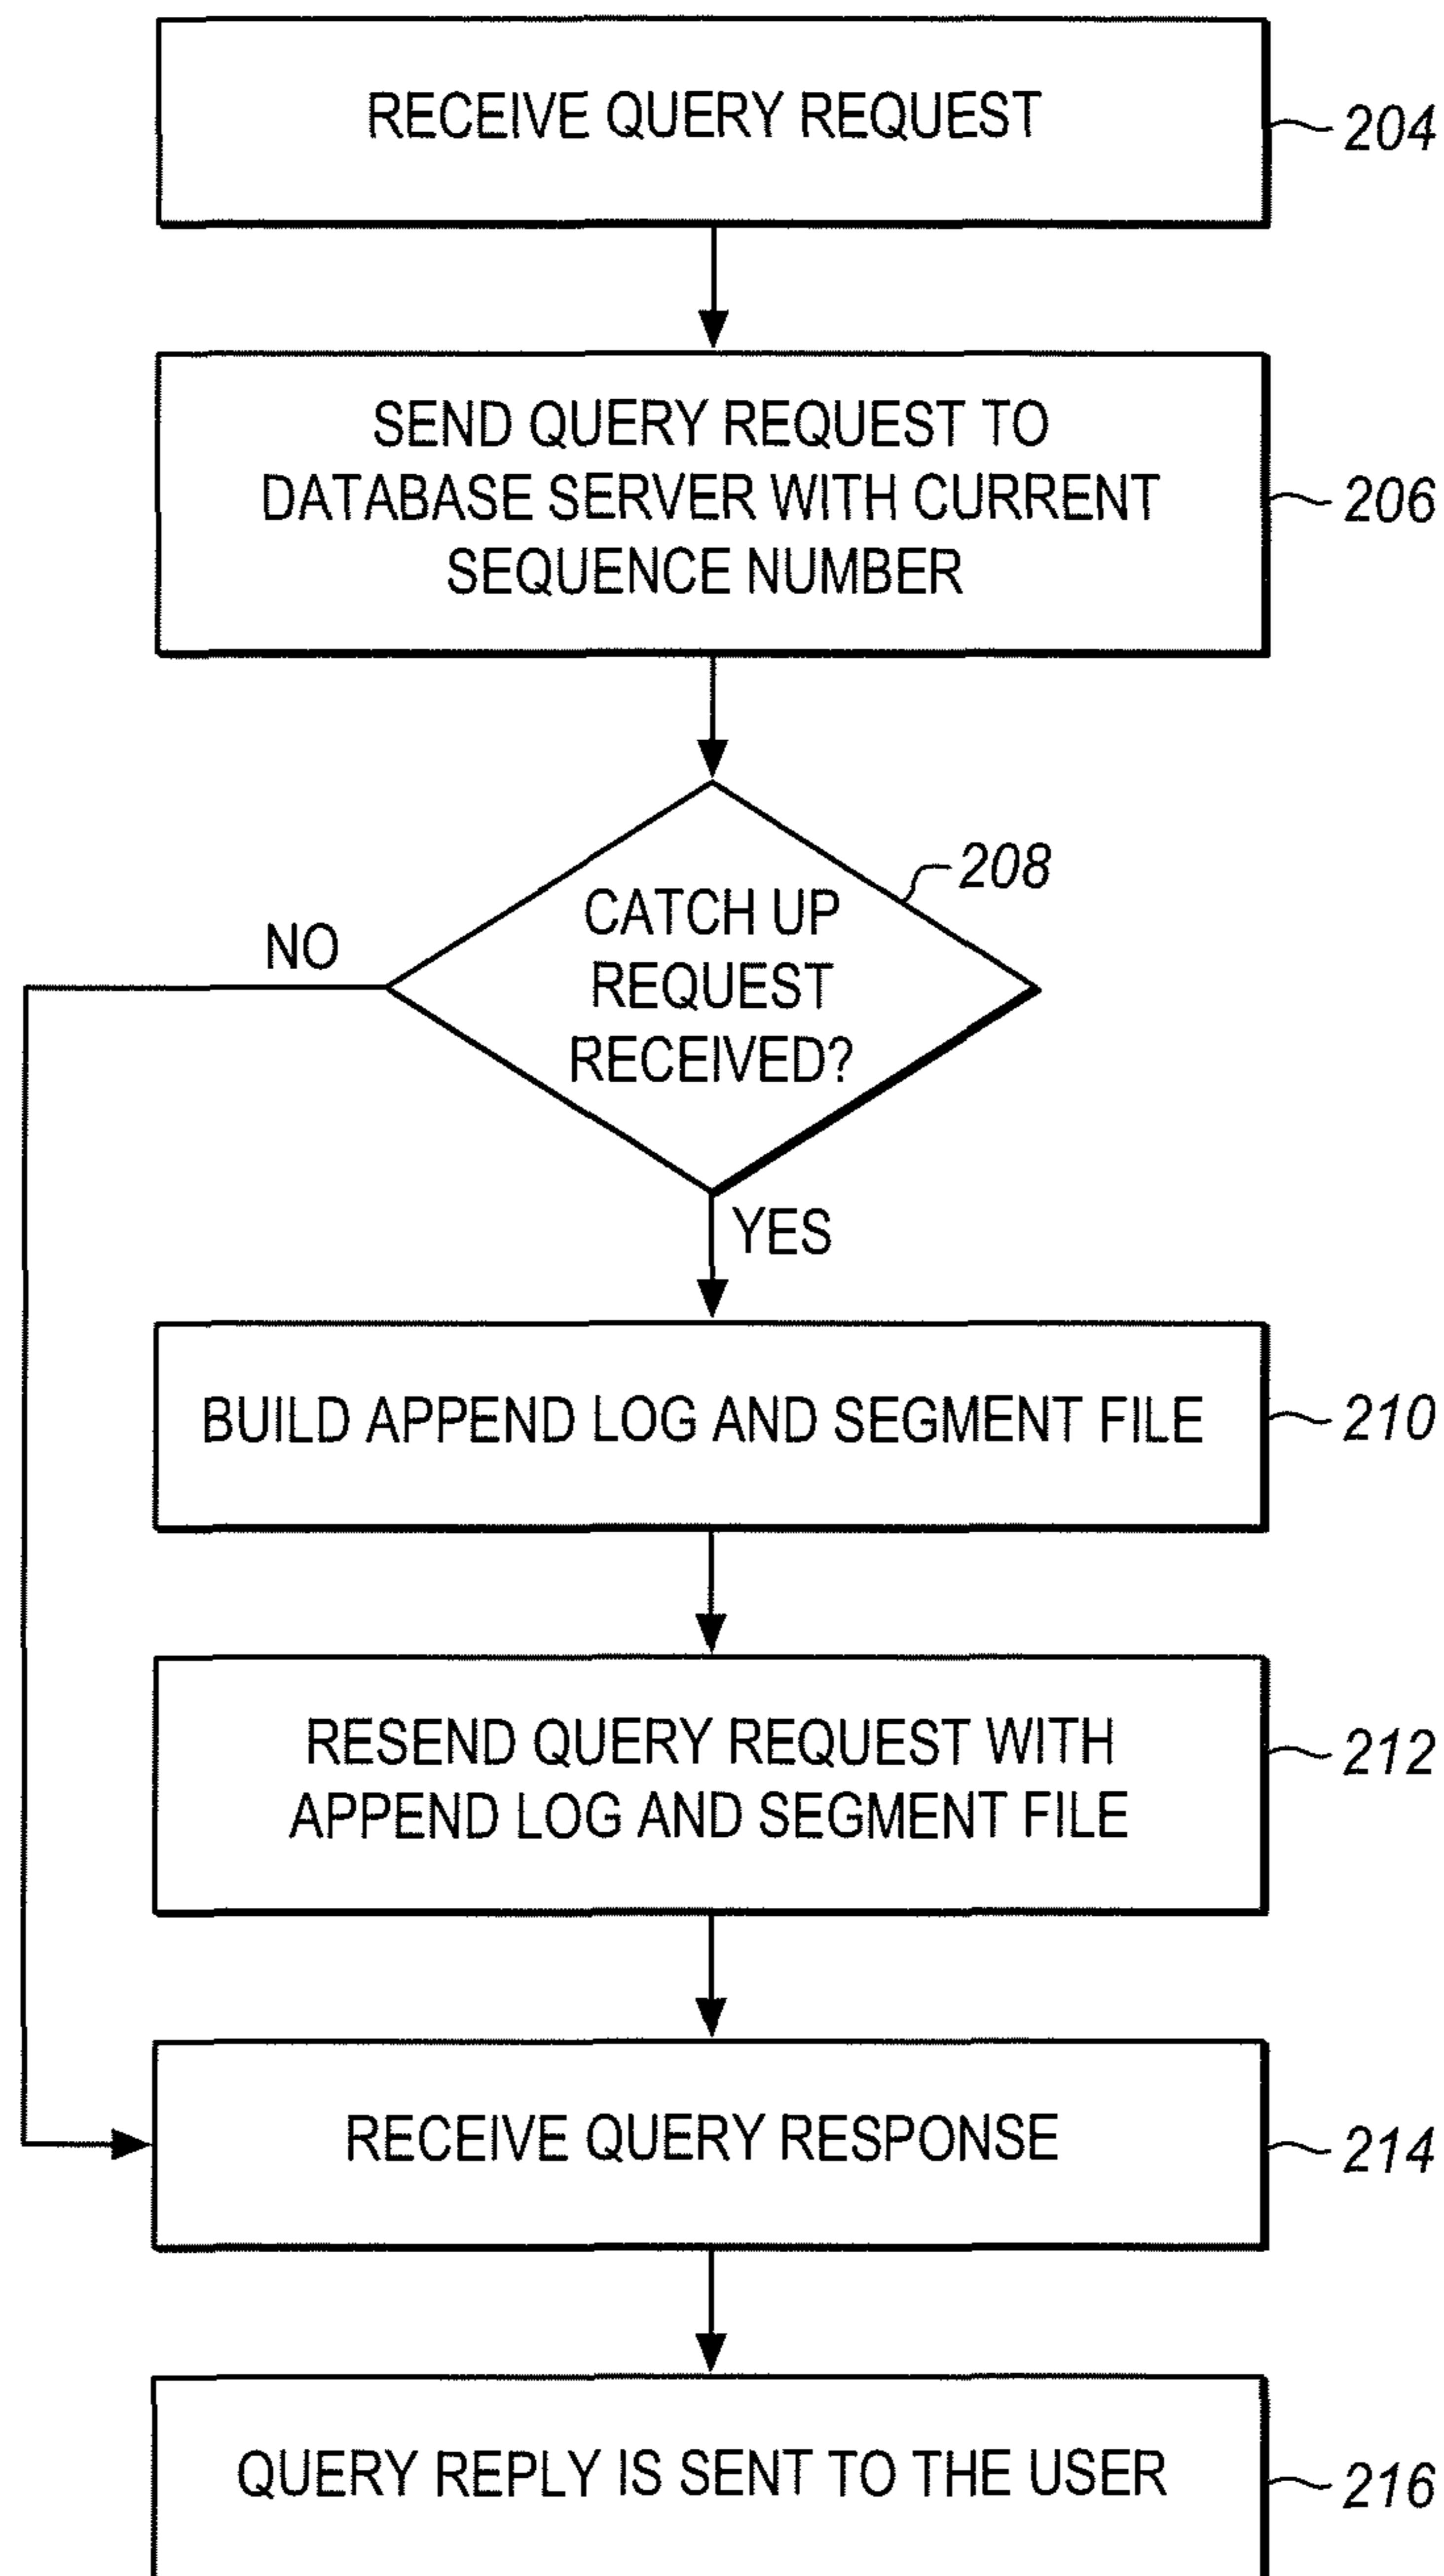 RECEIVE QUERY REQUEST
204
SEND QUERY REQUEST TO
DATABASE SERVER WITH CURRENT
SEQUENCE NUMBER
206
208
CATCH UP
REQUEST
RECEIVED?
NO
YES
BUILD APPEND LOG AND SEGMENT FILE
210
RESEND QUERY REQUEST WITH
APPEND LOG AND SEGMENT FILE
212
RECEIVE QUERY RESPONSE
214
QUERY REPLY IS SENT TO THE USER
216